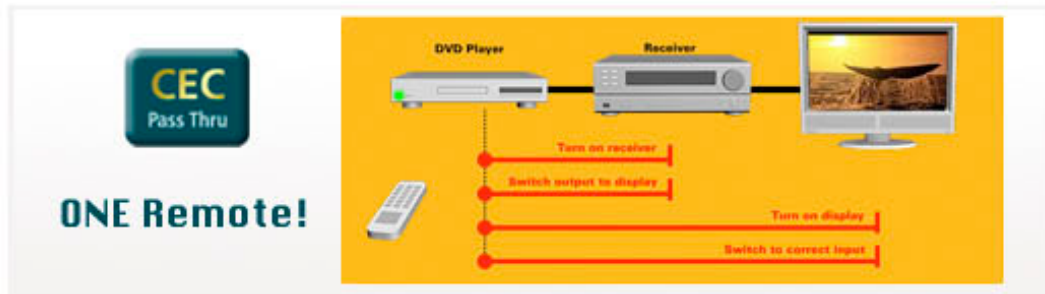 CEC
Pass Thru
ONE Remote!
DVD Player
Receiver
Turn on receiver
Switch output to display
Turn on display
Switch to correct input